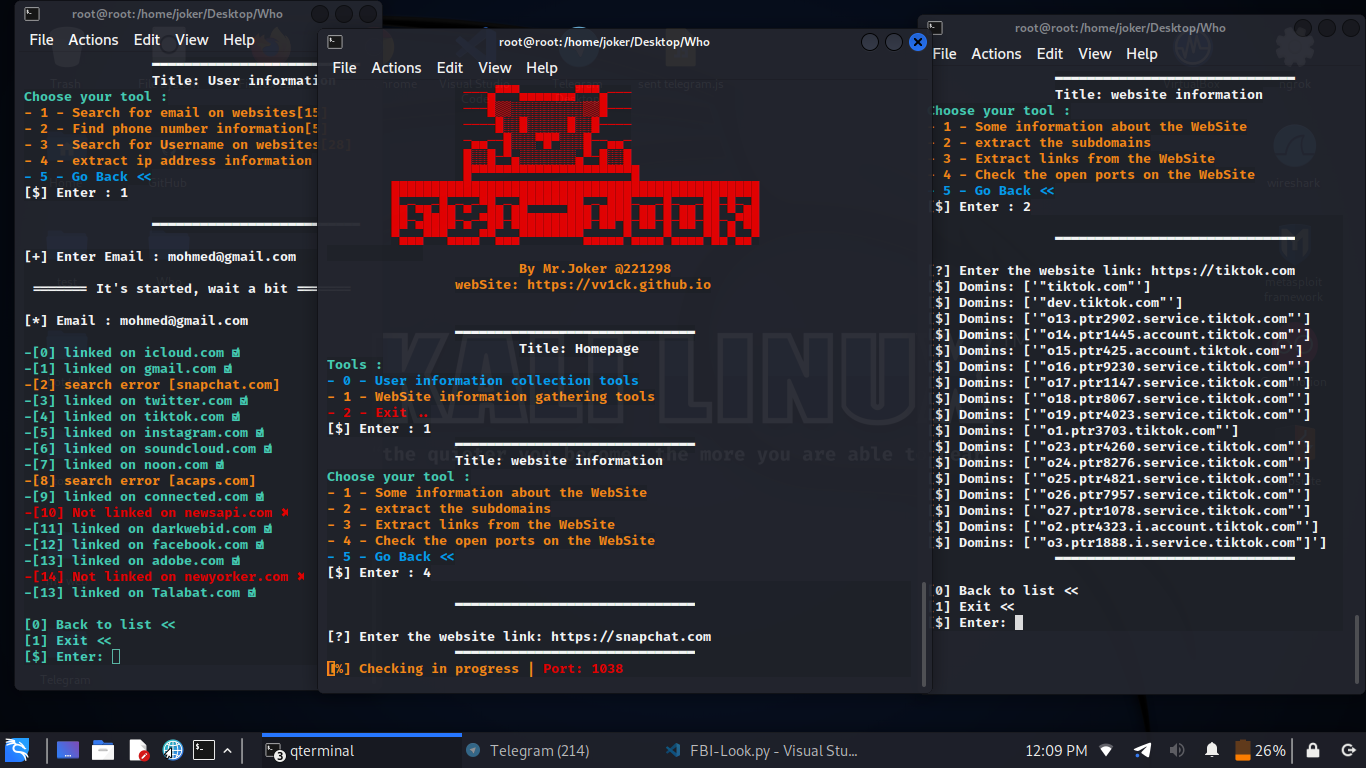 root@root:/home/joker/Desktop/Who
File Actions Edit View Help
Title: User informatio
Choose your tool :
- 1 - Search for email on websites[15
- 2 - Find phone number information[5
- 3 - Search for Username on websites[28]
- 4 - extract ip address information
- 5 - Go Back <<
[$] Enter : 1
[+] Enter Email : mohmed@gmail.com
═══════ It's started, wait a bit ═══════
[*] Email : mohmed@gmail.com
-[0] linked on icloud.com
-[1] linked on gmail.com
-[2] search error [snapchat.com]
-[3] linked on twitter.com
-[4] linked on tiktok.com
-[5] linked on instagram.com
-[6] linked on soundcloud.com
-[7] linked on noon.com
-[8] search error [acaps.com]
-[9] linked on connected.com
-[10] Not linked on newsapi.com ✖
-[11] linked on darkwebid.com
-[12] linked on facebook.com
-[13] linked on adobe.com
-[14] Not linked on newyorker.com ✖
-[13] linked on Talabat.com
[0] Back to list <<
[1] Exit <<
[$] Enter:
Telegram
root@root:/home/joker/Desktop/Who
File Actions Edit View Help
By Mr.Joker @221298
webSite: https://vv1ck.github.io
Title: Homepage
Tools :
- 0 - User information collection tools
- 1 - WebSite information gathering tools
- 2 - Exit ..
[$] Enter : 1
Title: website information
Choose your tool :
- 1 - Some information about the WebSite
- 2 - extract the subdomains
- 3 - Extract links from the WebSite
- 4 - Check the open ports on the WebSite
- 5 - Go Back <<
[$] Enter : 4
[?] Enter the website link: https://snapchat.com
[%] Checking in progress | Port: 1038
KALI LINU
the quieter you become, the more you are able t
root@root:/home/joker/Desktop/Who
File Actions Edit View Help
Title: website information
hoose your tool :
- 1 - Some information about the WebSite
- 2 - extract the subdomains
- 3 - Extract links from the WebSite
- 4 - Check the open ports on the WebSite
- 5 - Go Back <<
$] Enter : 2
?] Enter the website link: https://tiktok.com
$] Domins: ['"tiktok.com"']
$] Domins: ['"dev.tiktok.com"']
$] Domins: ['"o13.ptr2902.service.tiktok.com"']
$] Domins: ['"o14.ptr1445.account.tiktok.com"']
$] Domins: ['"o15.ptr425.account.tiktok.com"']
$] Domins: ['"o16.ptr9230.service.tiktok.com"']
$] Domins: ['"o17.ptr1147.service.tiktok.com"']
$] Domins: ['"o18.ptr8067.service.tiktok.com"']
$] Domins: ['"o19.ptr4023.service.tiktok.com"']
$] Domins: ['"o1.ptr3703.tiktok.com"']
$] Domins: ['"o23.ptr4260.service.tiktok.com"']
$] Domins: ['"o24.ptr8276.service.tiktok.com"']
$] Domins: ['"o25.ptr4821.service.tiktok.com"']
$] Domins: ['"o26.ptr7957.service.tiktok.com"']
$] Domins: ['"o27.ptr1078.service.tiktok.com"']
$] Domins: ['"o2.ptr4323.i.account.tiktok.com"']
$] Domins: ['"o3.ptr1888.i.service.tiktok.com"]']
0] Back to list <<
1] Exit <<
$] Enter:
wireshark
metasploit
framework
qterminal
Telegram (214)
FBI-Look.py - Visual Stu...
12:09 PM
26%